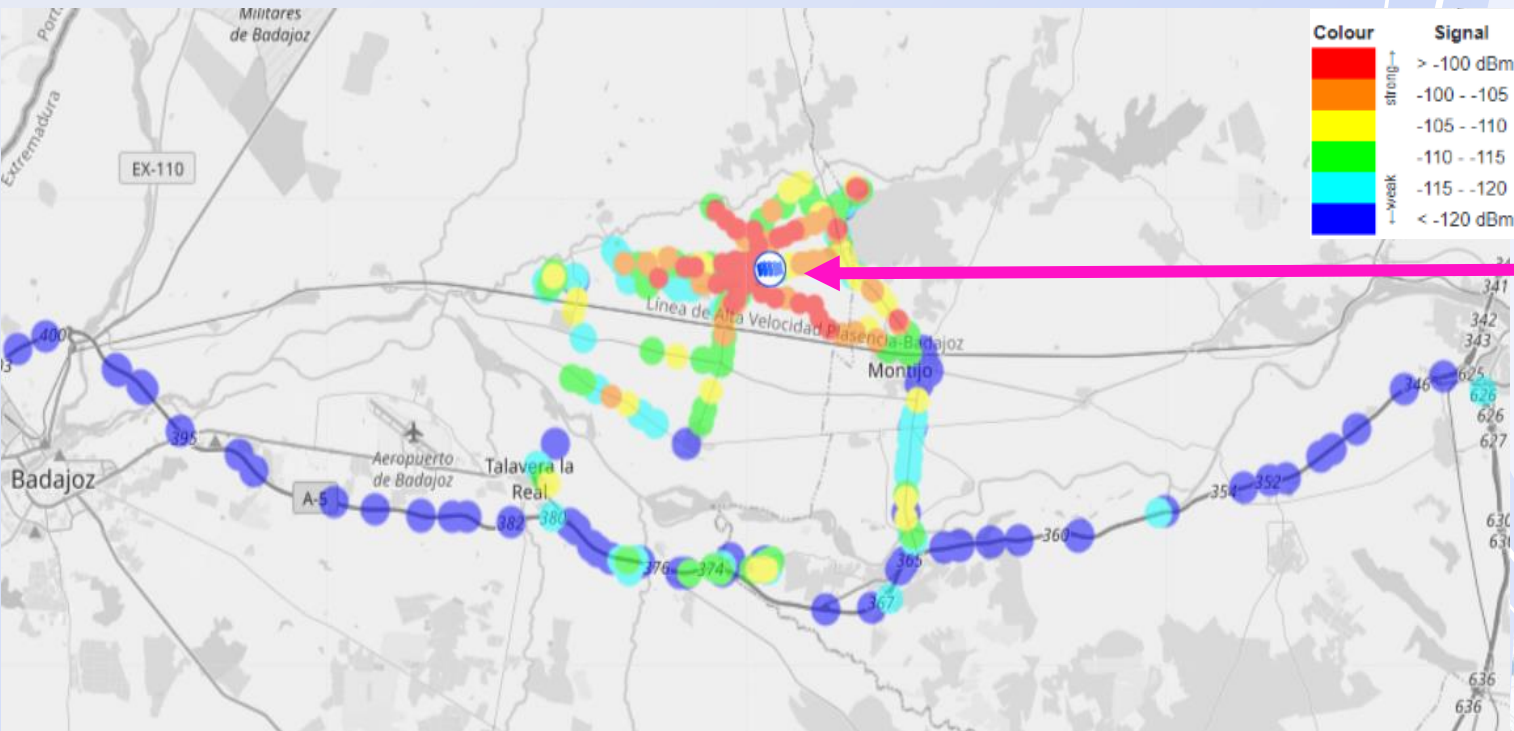 Militares
de Badajoz
Port
Extremadura
EX-110
Colour Signal
strong→
←weak
> -100 dBm
-100 - -105
-105 - -110
-110 - -115
-115 - -120
< -120 dBm
Línea de Alta Velocidad Plasencia-Badajoz
Montijo
400
395
Badajoz
Aeropuerto
de Badajoz
Talavera la
Real
A-5
382
380
376
374
367
365
360
354
352
346
341
342
343
625
626
626
627
630
636
636